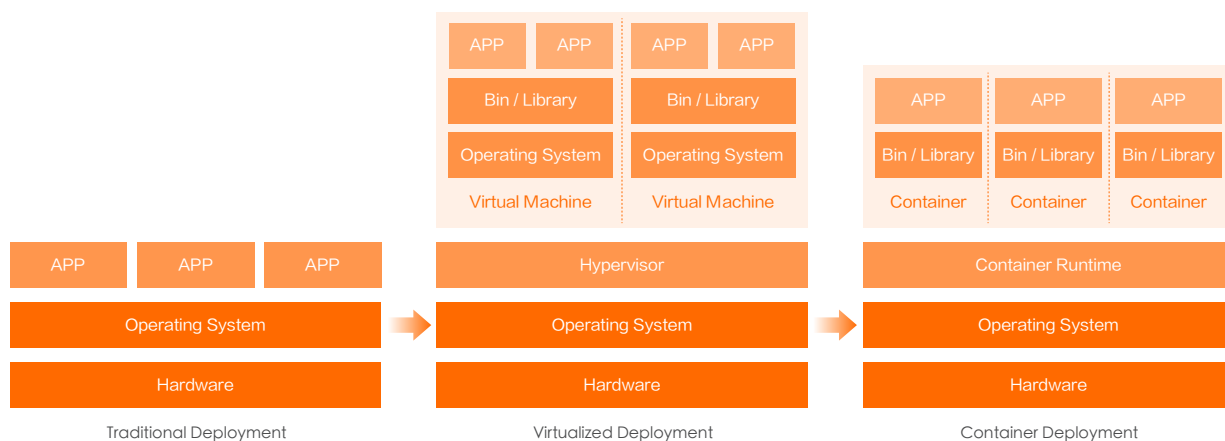 APP APP APP
Operating System
Hardware
Traditional Deployment
APP APP APP APP
Bin / Library Bin / Library
Operating System Operating System
Virtual Machine Virtual Machine
Hypervisor
Operating System
Hardware
Virtualized Deployment
APP APP APP
Bin / Library Bin / Library Bin / Library
Container Container Container
Container Runtime
Operating System
Hardware
Container Deployment